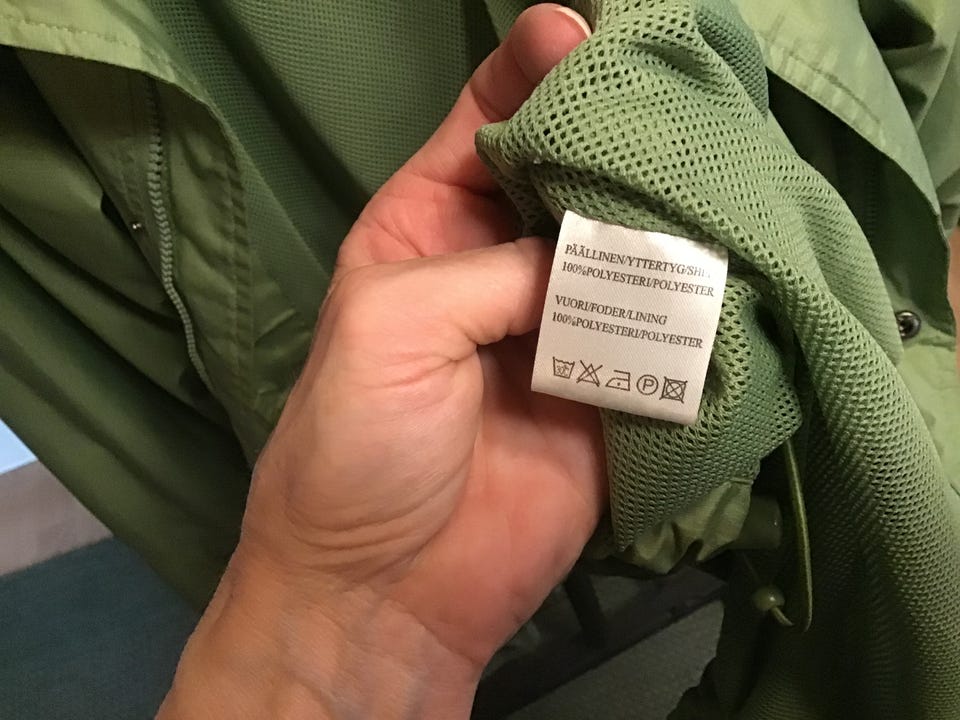 PÄÄLLINEN/YTTERTYG/SHELL
100%POLYESTERI/POLYESTER
VUORI/FODER/LINING
100%POLYESTERI/POLYESTER
P